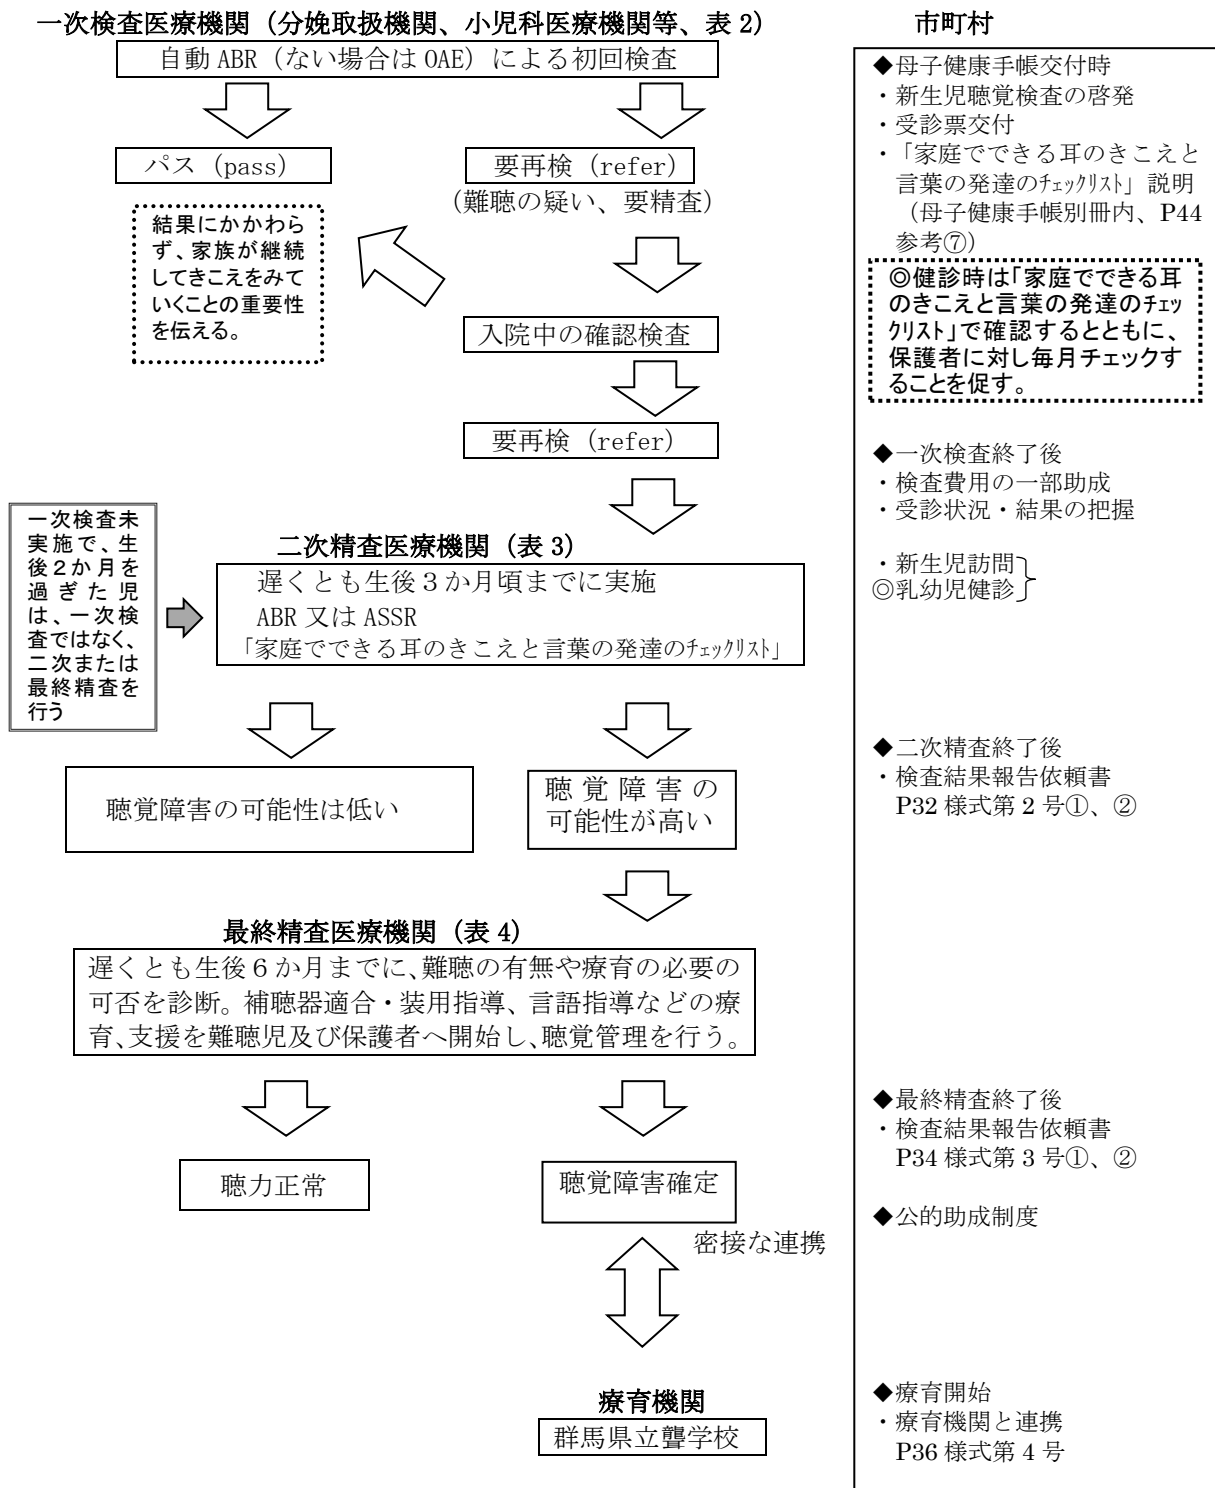 一次検査医療機関（分娩取扱機関、小児科医療機関等、表 2）
自動 ABR（ない場合は OAE）による初回検査
パス（pass）
要再検（refer）
（難聴の疑い、要精査）
結果にかかわら
ず、家族が継続
してきこえをみて
いくことの重要性
を伝える。
入院中の確認検査
要再検（refer）
一次検査未
実施で、生
後２か月を
過ぎた児
は、一次検
査ではなく、
二次または
最終精査を
行う
二次精査医療機関（表 3）
遅くとも生後３か月頃までに実施
ABR 又は ASSR
「家庭でできる耳のきこえと言葉の発達のﾁｪｯｸﾘｽﾄ」
聴覚障害の可能性は低い
聴覚障害の
可能性が高い
最終精査医療機関（表 4）
遅くとも生後６か月までに、難聴の有無や療育の必要の
可否を診断。補聴器適合・装用指導、言語指導などの療
育、支援を難聴児及び保護者へ開始し、聴覚管理を行う。
聴力正常
聴覚障害確定
密接な連携
療育機関
群馬県立聾学校
市町村
◆母子健康手帳交付時
・新生児聴覚検査の啓発
・受診票交付
・「家庭でできる耳のきこえと
言葉の発達のﾁｪｯｸﾘｽﾄ」説明
（母子健康手帳別冊内、P44
参考⑦）
◎健診時は「家庭でできる耳
のきこえと言葉の発達のﾁｪｯ
ｸﾘｽﾄ」で確認するとともに、
保護者に対し毎月チェックす
ることを促す。
◆一次検査終了後
・検査費用の一部助成
・受診状況・結果の把握
・新生児訪問
◎乳幼児健診
◆二次精査終了後
・検査結果報告依頼書
P32 様式第 2 号①、②
◆最終精査終了後
・検査結果報告依頼書
P34 様式第 3 号①、②
◆公的助成制度
◆療育開始
・療育機関と連携
P36 様式第 4 号